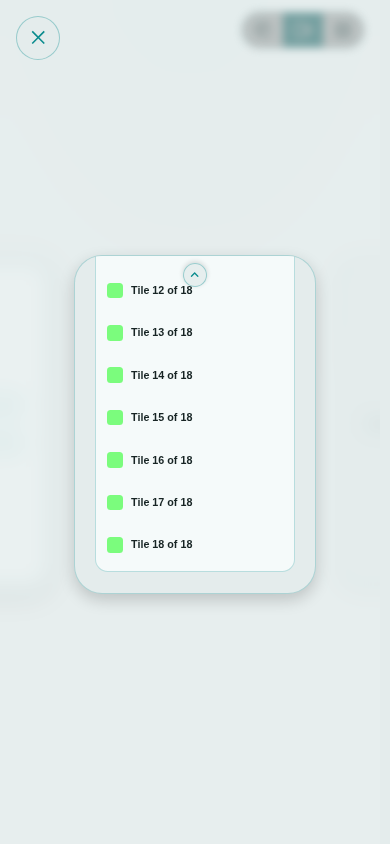 Tile 12 of 18
Tile 13 of 18
Tile 14 of 18
Tile 15 of 18
Tile 16 of 18
Tile 17 of 18
Tile 18 of 18